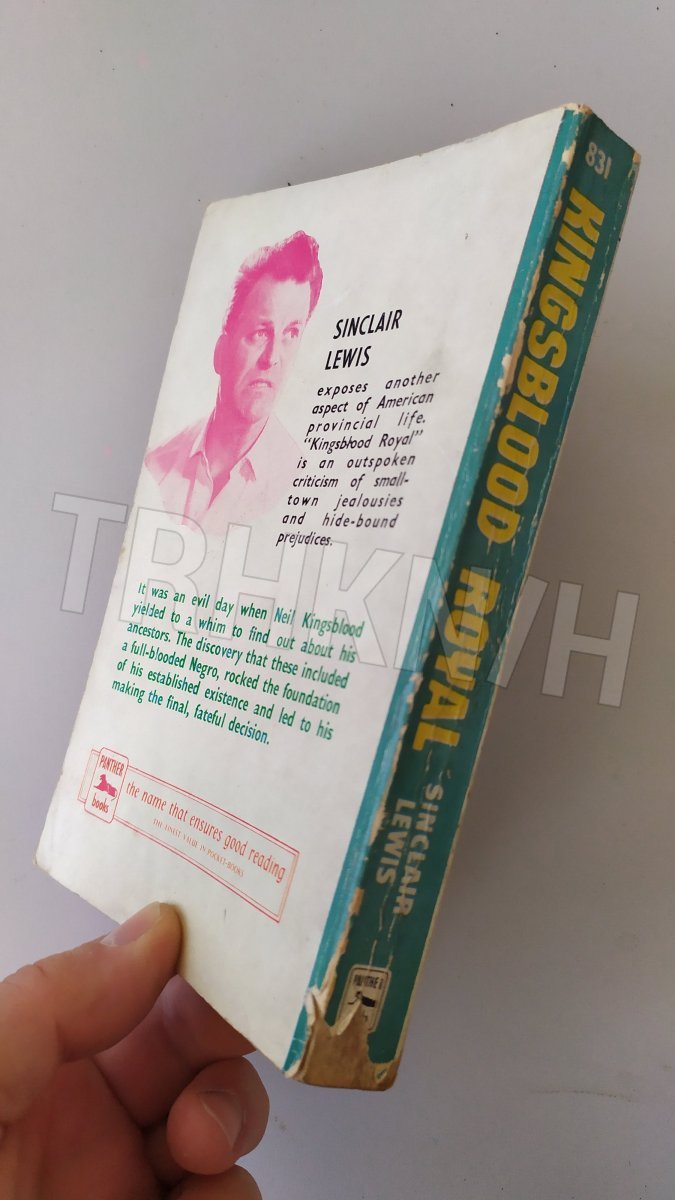 SINCLAIR
LEWIS
exposes another
aspect of American
provincial life.
"Kingsblood Royal"
is an outspoken
criticism of small-
town jealousies
and hide-bound
prejudices.
It was an evil day when Neil Kingsblood
yielded to a whim to find out about his
ancestors. The discovery that these included
a full-blooded Negro, rocked the foundation
of his established existence and led to his
making the final, fateful decision.
PANTHER
books
the name that ensures good reading
THE FINEST VALUE IN POCKET-BOOKS
831
KINGSBLOOD ROYAL
SINCLAIR
LEWIS
PANTHER